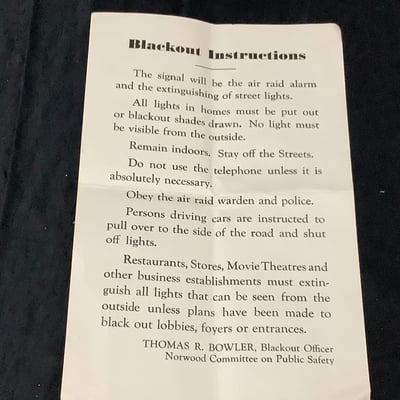 Blackout Instructions
The signal will be the air raid alarm
and the extinguishing of street lights.
All lights in homes must be put out
or blackout shades drawn. No light must
be visible from the outside.
Remain indoors. Stay off the Streets.
Do not use the telephone unless it is
absolutely necessary.
Obey the air raid warden and police.
Persons driving cars are instructed to
pull over to the side of the road and shut
off lights.
Restaurants, Stores, Movie Theatres and
other business establishments must extin-
guish all lights that can be seen from the
outside unless plans have been made to
black out lobbies, foyers or entrances.
THOMAS R. BOWLER, Blackout Officer
Norwood Committee on Public Safety